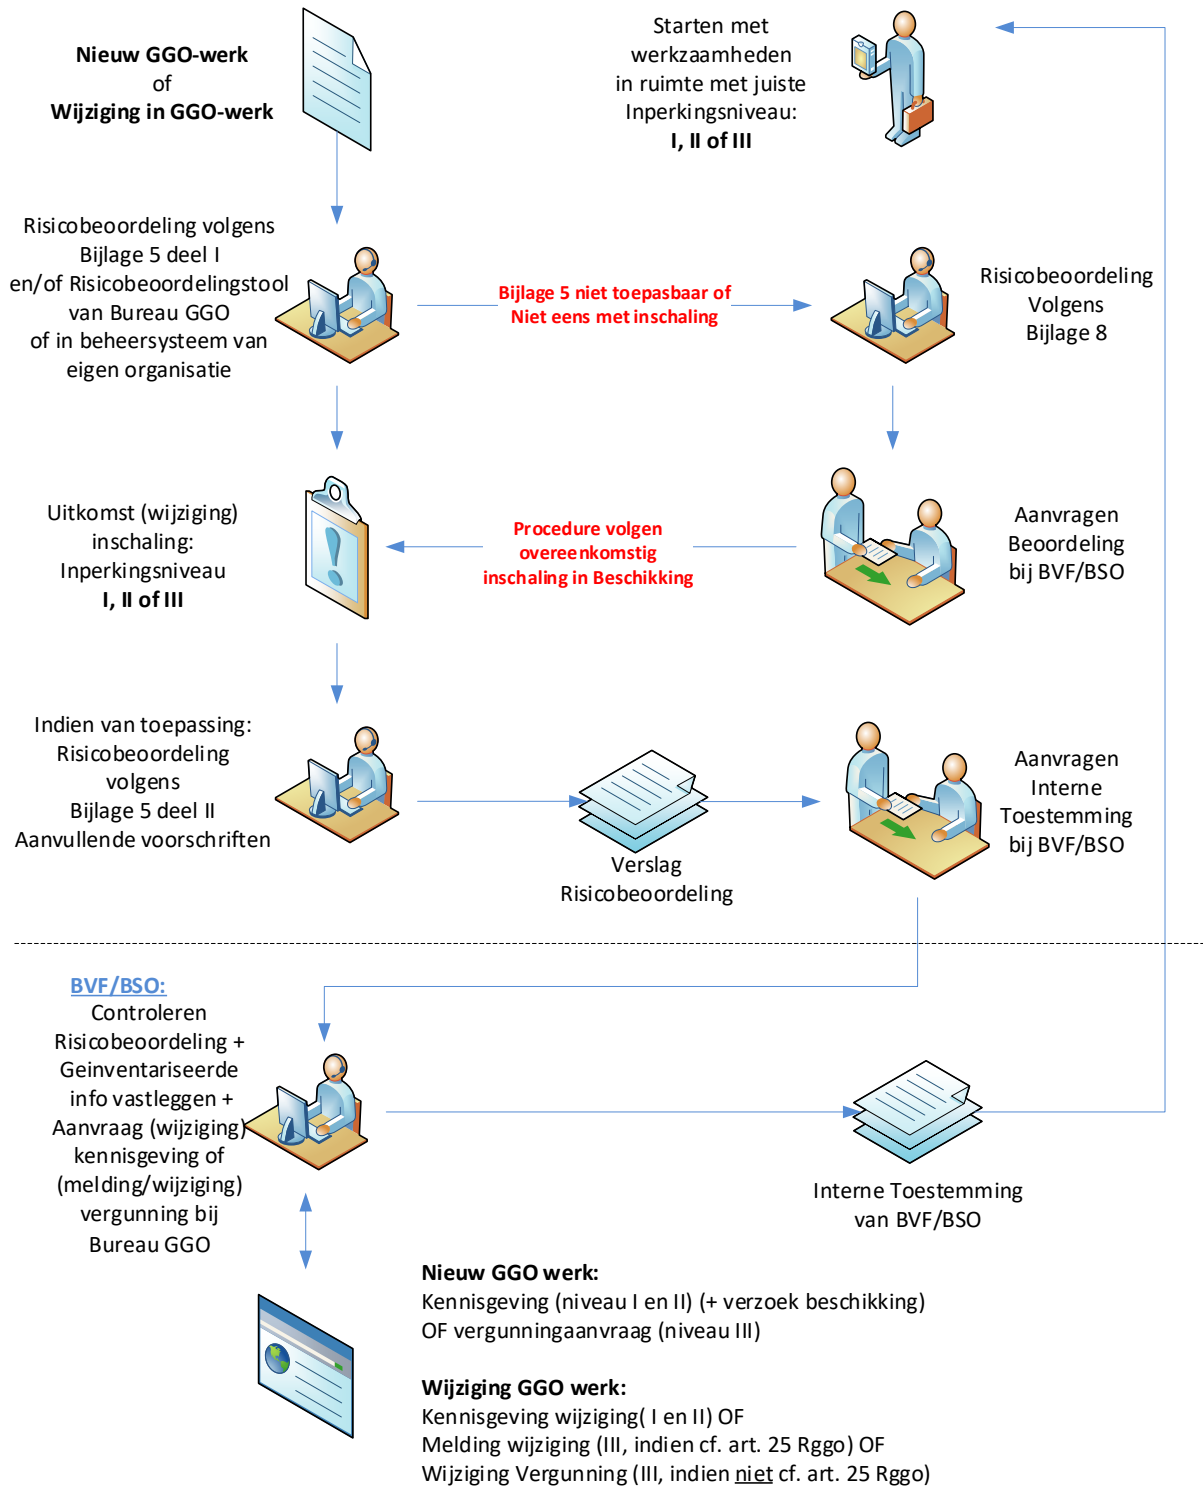 Nieuw GGO-werk
of
Wijziging in GGO-werk
Starten met
werkzaamheden
in ruimte met juiste
Inperkingsniveau:
I, II of III
Risicobeoordeling volgens
Bijlage 5 deel I
en/of Risicobeoordelingstool
van Bureau GGO
of in beheersysteem van
eigen organisatie
Bijlage 5 niet toepasbaar of
Niet eens met inschaling
Risicobeoordeling
Volgens
Bijlage 8
Uitkomst (wijziging)
inschaling:
Inperkingsniveau
I, II of III
Procedure volgen
overeenkomstig
inschaling in Beschikking
Aanvragen
Beoordeling
bij BVF/BSO
Indien van toepassing:
Risicobeoordeling
volgens
Bijlage 5 deel II
Aanvullende voorschriften
Verslag
Risicobeoordeling
Aanvragen
Interne
Toestemming
bij BVF/BSO
BVF/BSO:
Controleren
Risicobeoordeling +
Geinventariseerde
info vastleggen +
Aanvraag (wijziging)
kennisgeving of
(melding/wijziging)
vergunning bij
Bureau GGO
Interne Toestemming
van BVF/BSO
Nieuw GGO werk:
Kennisgeving (niveau I en II) (+ verzoek beschikking)
OF vergunningaanvraag (niveau III)
Wijziging GGO werk:
Kennisgeving wijziging( I en II) OF
Melding wijziging (III, indien cf. art. 25 Rggo) OF
Wijziging Vergunning (III, indien niet cf. art. 25 Rggo)